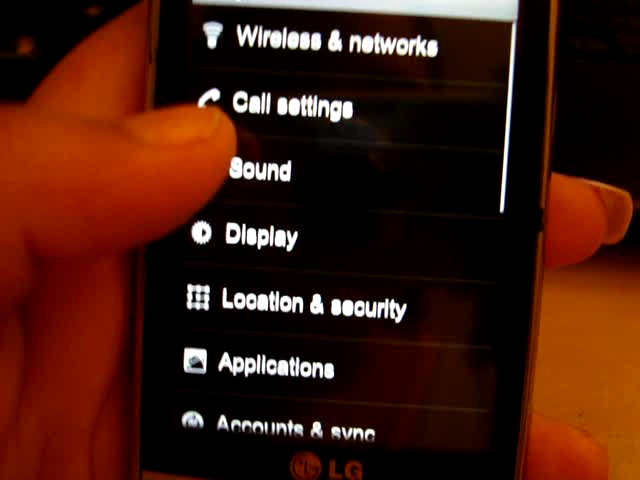 Wireless & networks
Call settings
Sound
Display
Location & security
Applications
Accounts & sync
LG